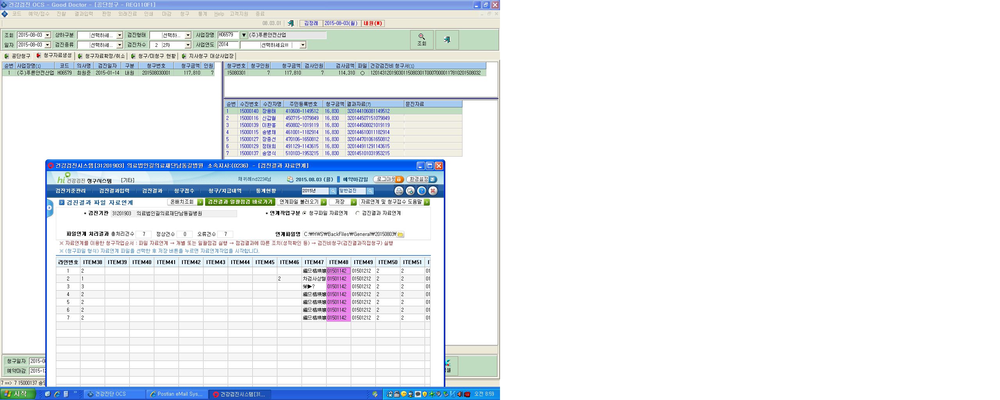 건강검진 OCS - Good Doctor - [공단청구 - REQ110F1]
코드 예약/접수 진찰 결과입력 판정 외래진료 인쇄 마감 청구 통계 Help 고객지원 종료
08.03.01 김정례 2015-08-03(월) 내원(N)
조회 2015-08-03 상하구분 선택하세... 검진형태 선택하... 사업장명 H06579 ▼ (주)푸른안전산업
일자 2015-08-03 검진종류 선택하세... 검진차수 2 2차 사업연도 2014 선택하세요!!!
조회
공단청구 청구자료생성 청구자료확정/취소 청구/미청구 현황 지사청구 대상사업장
순번 사업장명(1) 코드 의사명 검진일자 구분 청구번호 청구금액 인원
1 (주)푸른안전산업 H06579 최원준 2015-01-14 내원 201508030001 117,810 7
청구번호 청구인원 청구금액 검사인원 검사금액 파일 건강검진비 청구서(1)
15080301 7 117,810 7 114,310 ○ 12014312019030115080301T0007000011781020150803​2
순번 수진번호 수진자명 주민등록번호 청구금액 결과자료(7) 문진자료
1 15000140 장용태 410608-1149512 16,830 320144106081149512
2 15000116 신갑철 450715-1079849 16,830 320144507151079849
3 15000139 이환흥 450802-1019119 16,830 320144508021019119
4 15000115 송병채 461001-1182914 16,830 320144610011182914
5 15000127 장종선 470106-1650812 16,830 320144701061650812
6 15000129 정태희 491129-1143615 16,830 320144911291143615
7 15000137 송영식 510103-1953215 16,830 320145101031953215
건강검진시스템[31201903] 의료법인길의료재단남동길병원 소속지사:(0236) - [검진결과 자료연계]
hi 건강검진 청구시스템 [기타] 채귀례nd2234님 2015.08.03 (월) 예약마감일 로그아웃 환경설정
검진기준관리 검진결과입력 검진결과 청구접수 청구/지급내역 통계현황 2015년 일반검진
검진결과 파일 자료연계 온배치조회 검진결과 일괄점검 바로가기 연계파일 불러오기 저장 자료연계 및 청구접수 도움말
* 검진기관 31201903 의료법인길의료재단남동길병원 * 연계작업구분 청구파일 자료연계 검진결과 자료연계
파일연계 처리결과 총처리건수 7 정상건수 0 오류건수 7 연계파일명 C:₩HWS₩BackFiles₩General₩20150803₩
※ 자료연계를 이용한 청구작업순서 : 파일 자료연계 → 개별 또는 일괄점검 실행 → 점검결과에 따른 조치(성적확인 등) → 검진비청구(검진결과직접청구) 실행
※ (청구파일 형식) 자료연계 파일을 선택한 후 저장 버튼을 누르면 자료연계작업을 시작합니다.
라인번호 ITEM38 ITEM39 ITEM40 ITEM41 ITEM42 ITEM43 ITEM44 ITEM45 ITEM46 ITEM47 ITEM48 ITEM49 ITEM50 ITEM51
1 2 01501142 01501212 2 2 01
2 1 2 차검사상혈 01501142 01501212 2 2 01
3 3 榮▶? 01501142 01501212 2 2 01
4 2 01501142 01501212 2 2 01
5 2 01501142 01501212 2 2 01
6 2 01501142 01501212 2 2 01
7 2 01501142 01501212 2 2 01
청구일자 2015-0
예약마감 2015-1
셀
7 ==> 7 15000137 송영
시작 건강진단 OCS Postian eMail Sys... 건강검진시스템[31... 오전 8:59